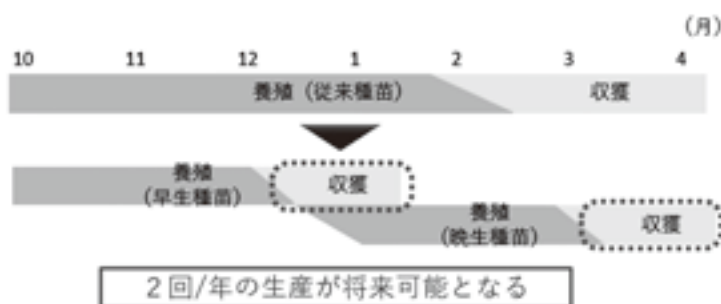 (月)
10 11 12 1 2 3 4
養殖（従来種苗） 収獲
養殖
（早生種苗）
収獲
養殖
（晩生種苗）
収獲
２回/年の生産が将来可能となる